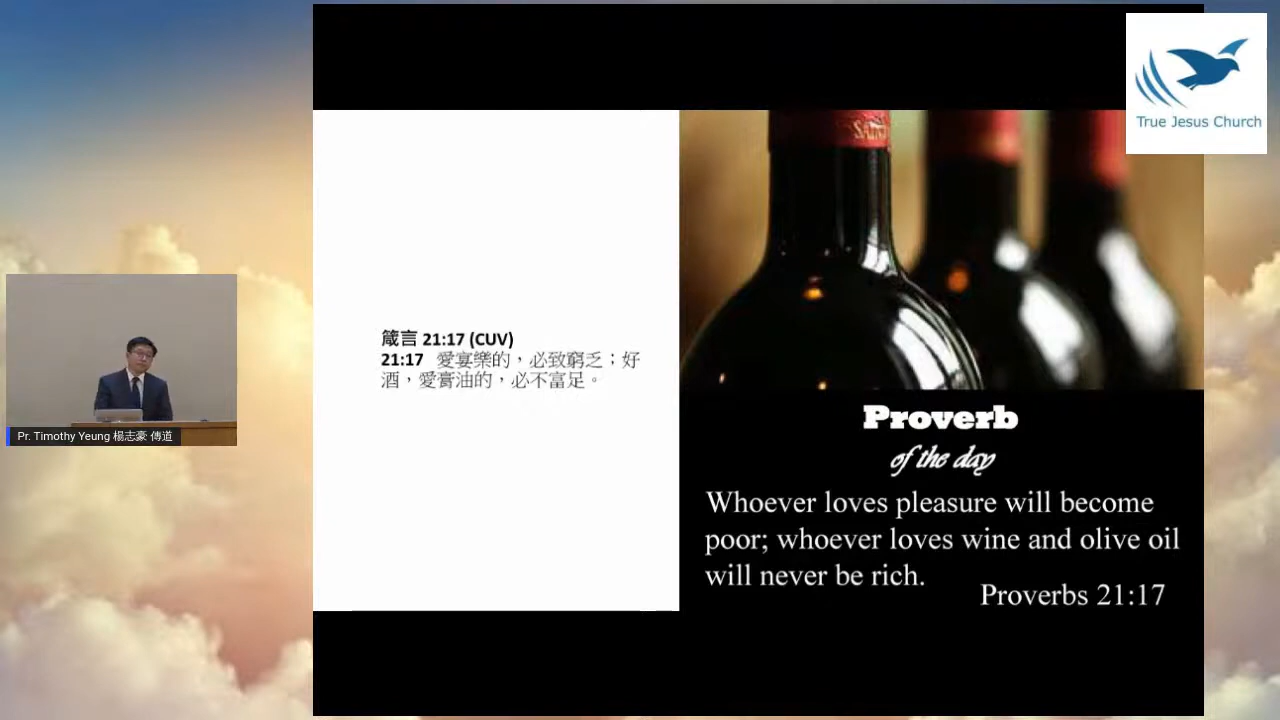 True Jesus Church
SAINT
箴言 21:17 (CUV)
21:17 愛宴樂的，必致窮乏；好
酒，愛膏油的，必不富足。
Proverb
of the day
Whoever loves pleasure will become
poor; whoever loves wine and olive oil
will never be rich.
Proverbs 21:17
Pr. Timothy Yeung 楊志豪 傳道